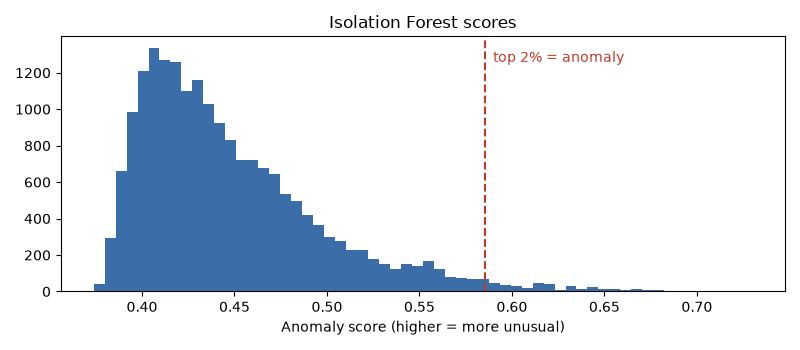 Isolation Forest scores
top 2% = anomaly
1200
1000
800
600
400
200
0
0.40 0.45 0.50 0.55 0.60 0.65 0.70
Anomaly score (higher = more unusual)